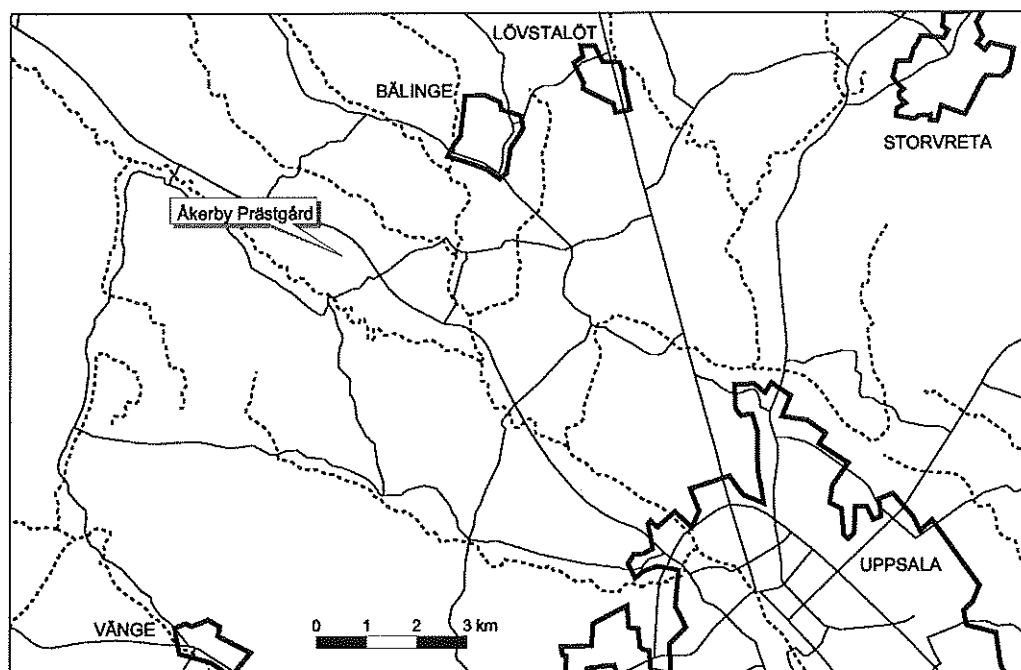 LÖVSTALÖT
BÄLINGE
STORVRETA
Åkerby Prästgård
UPPSALA
VÄNGE
0 1 2 3 km